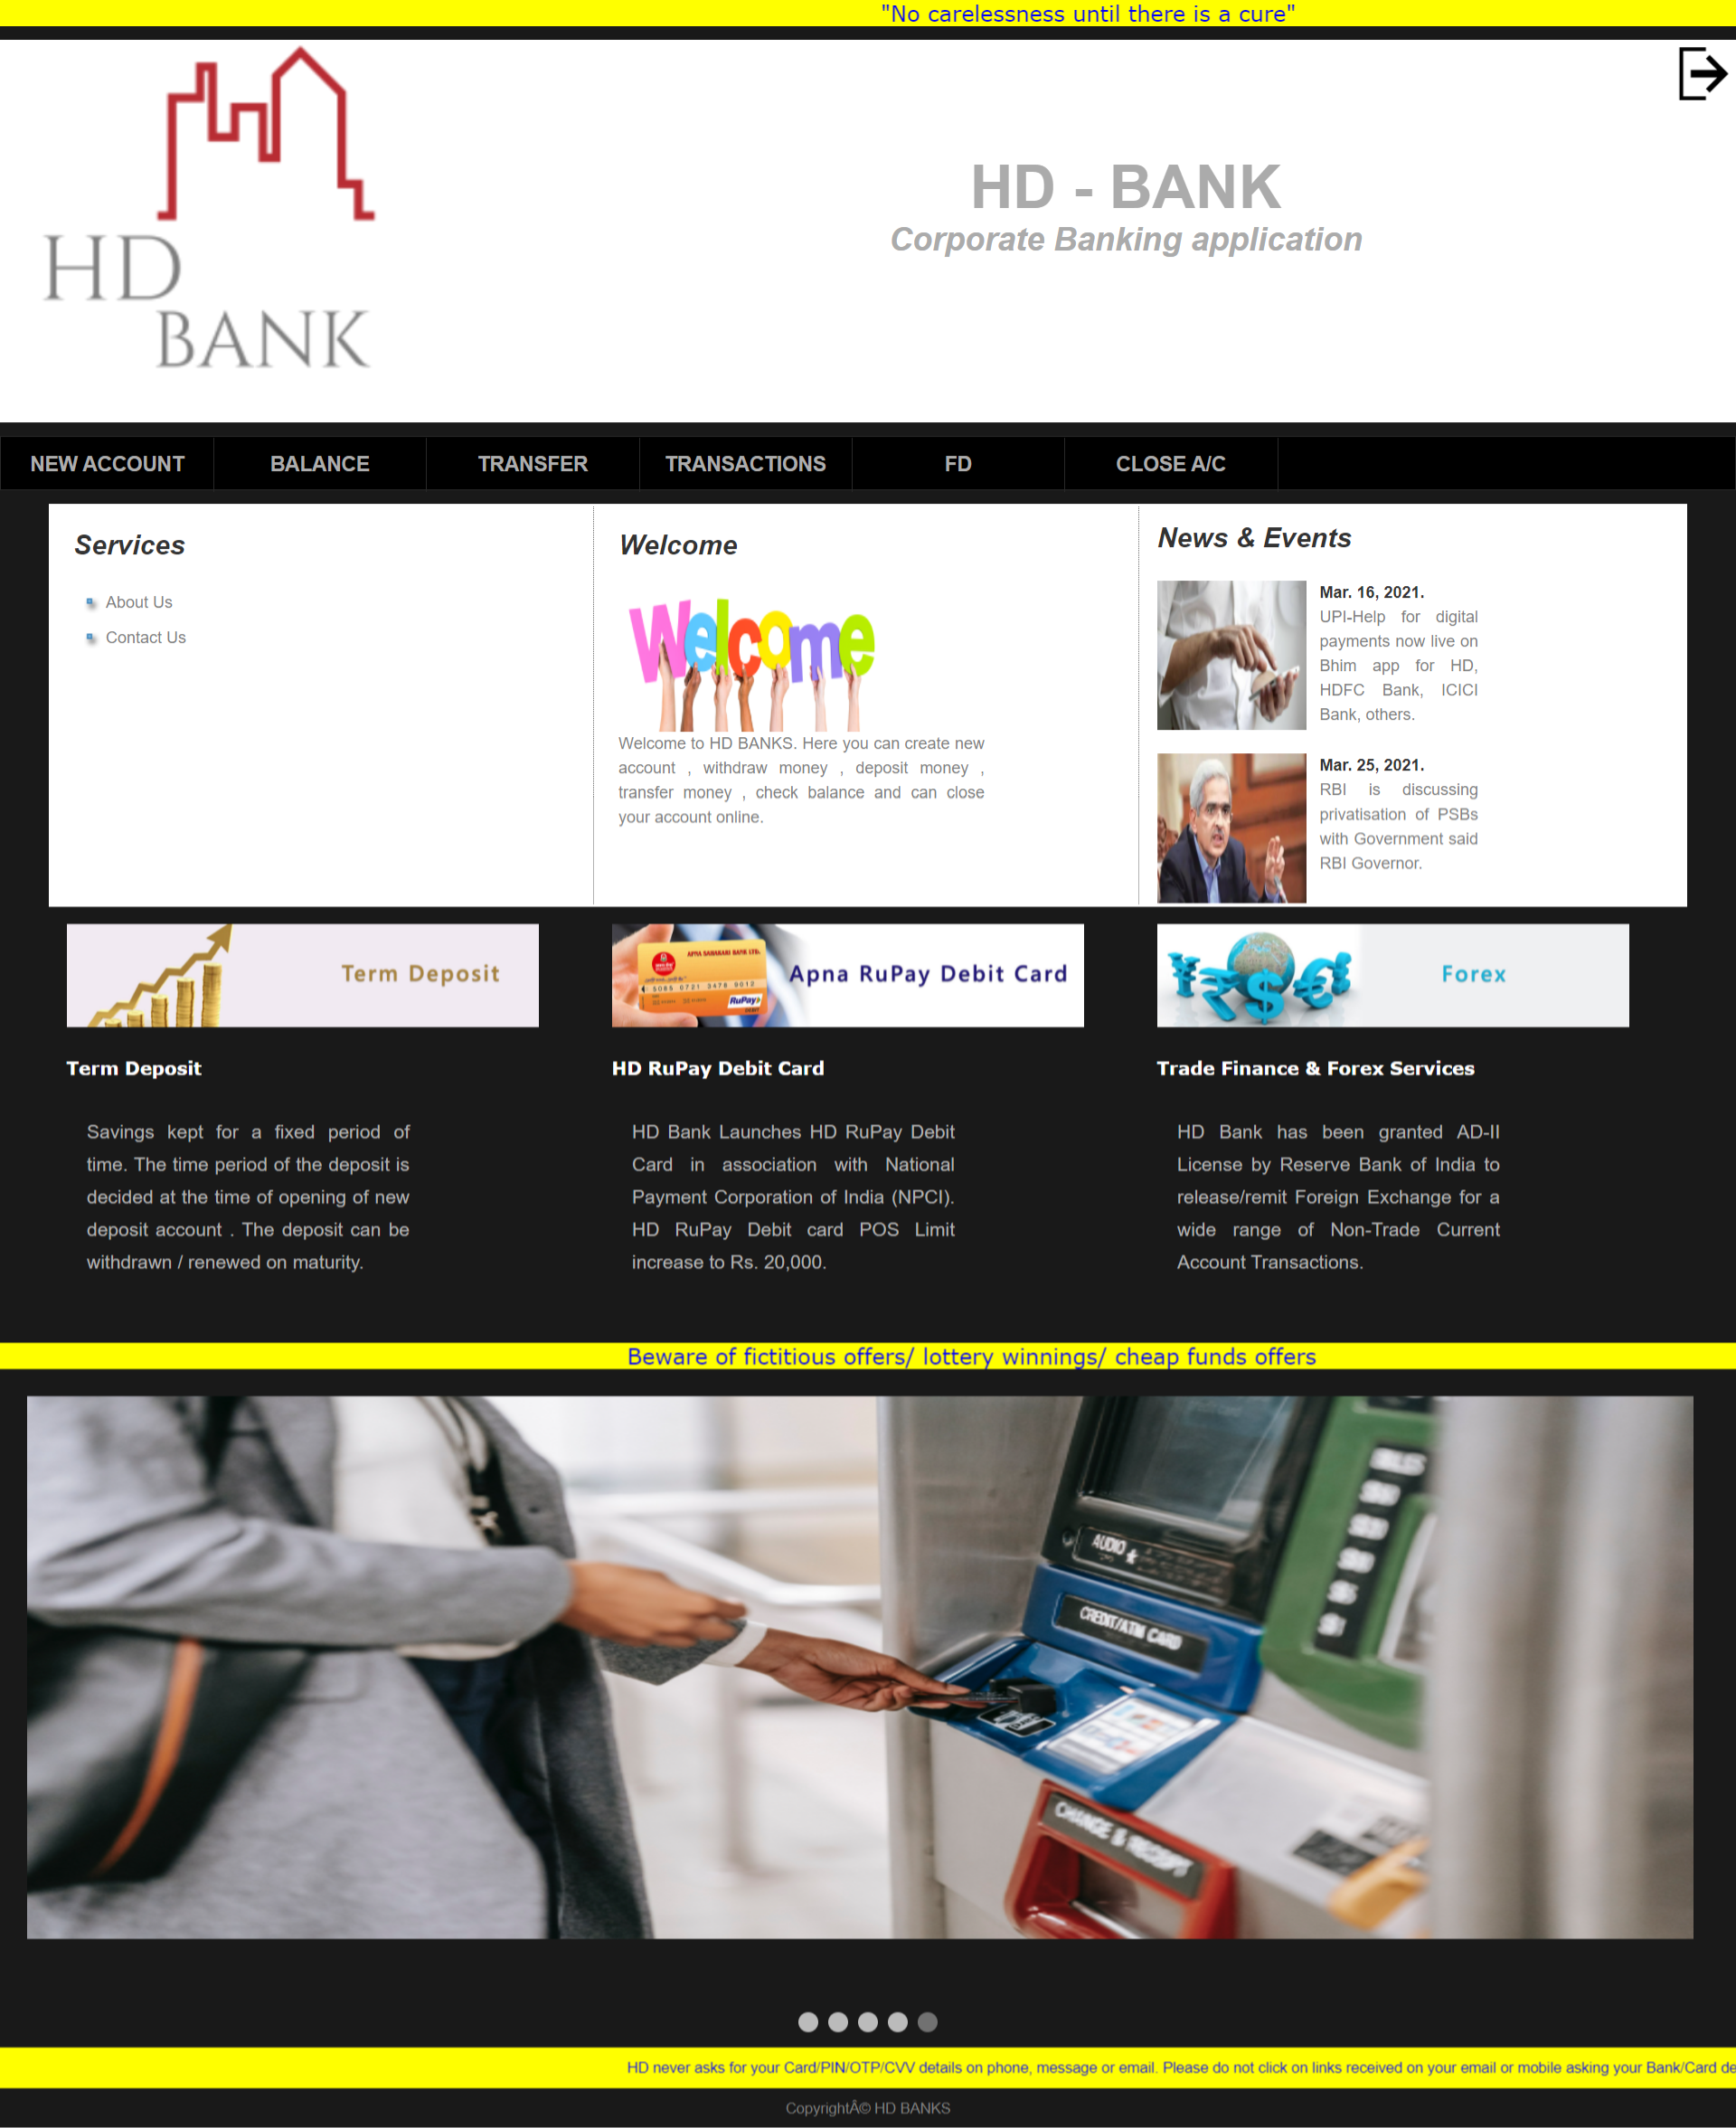 "No carelessness until there is a cure"
HD
BANK
HD - BANK
Corporate Banking application
NEW ACCOUNT
BALANCE
TRANSFER
TRANSACTIONS
FD
CLOSE A/C
Services
About Us
Contact Us
Welcome
Welcome
Welcome to HD BANKS. Here you can create new
account , withdraw money , deposit money ,
transfer money , check balance and can close
your account online.
News & Events
Mar. 16, 2021.
UPI-Help for digital
payments now live on
Bhim app for HD,
HDFC Bank, ICICI
Bank, others.
Mar. 25, 2021.
RBI is discussing
privatisation of PSBs
with Government said
RBI Governor.
Term Deposit
APNA SAHAKARI BANK LTD.
5085 0721 3478 9012
RuPay
Apna RuPay Debit Card
Forex
Term Deposit
Savings kept for a fixed period of
time. The time period of the deposit is
decided at the time of opening of new
deposit account . The deposit can be
withdrawn / renewed on maturity.
HD RuPay Debit Card
HD Bank Launches HD RuPay Debit
Card in association with National
Payment Corporation of India (NPCI).
HD RuPay Debit card POS Limit
increase to Rs. 20,000.
Trade Finance & Forex Services
HD Bank has been granted AD-II
License by Reserve Bank of India to
release/remit Foreign Exchange for a
wide range of Non-Trade Current
Account Transactions.
Beware of fictitious offers/ lottery winnings/ cheap funds offers
AUDIO
CREDIT/ATM CARD
CHANGE & RECEIPTS
HD never asks for your Card/PIN/OTP/CVV details on phone, message or email. Please do not click on links received on your email or mobile asking your Bank/Card de
CopyrightÂ© HD BANKS